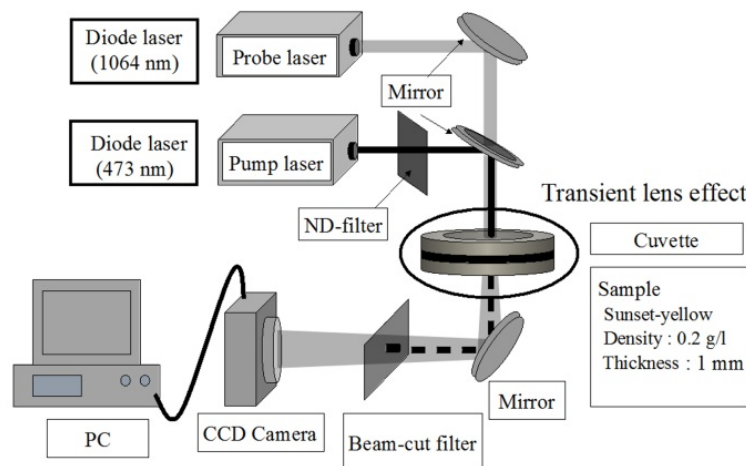 Diode laser
(1064 nm)
Probe laser
Mirror
Diode laser
(473 nm)
Pump laser
ND-filter
Transient lens effect
Cuvette
Sample
Sunset-yellow
Density : 0.2 g/l
Thickness : 1 mm
Mirror
PC
CCD Camera
Beam-cut filter